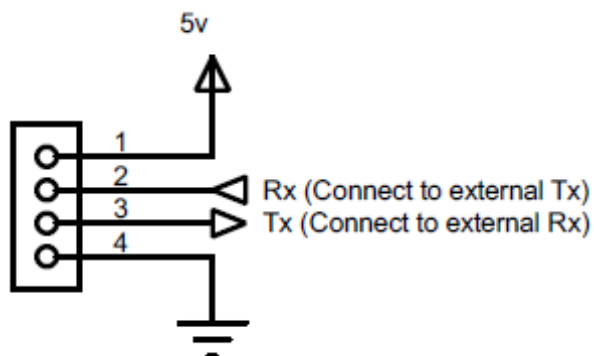 5v
1
2
Rx (Connect to external Tx)
3
Tx (Connect to external Rx)
4